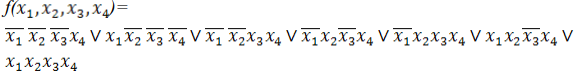 f(x₁,x₂,x₃,x₄)=
x̅₁ x̅₂ x̅₃x₄ ∨ x₁x̅₂ x̅₃ x̅₄ ∨ x̅₁ x̅₂x₃x₄ ∨ x̅₁x₂x̅₃x₄ ∨ x̅₁x₂x₃x₄ ∨ x₁x₂x̅₃x₄ ∨
x₁x₂x₃x₄